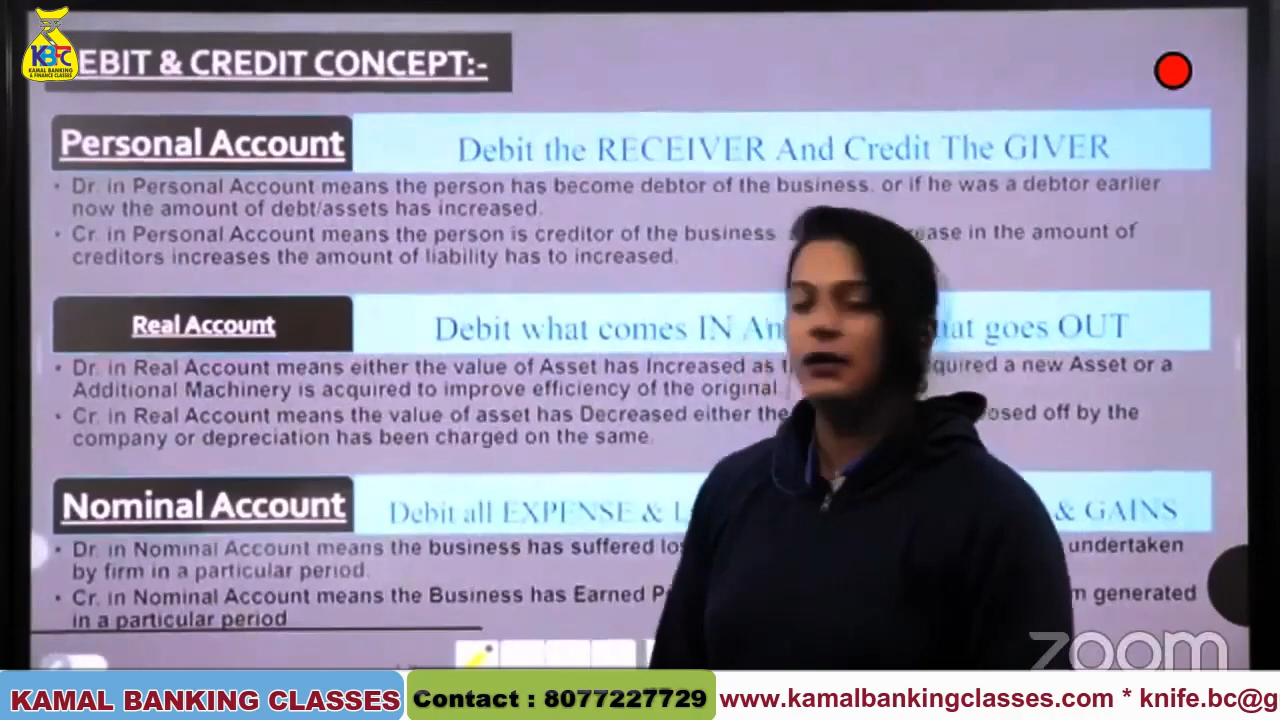 KBFC
KAMAL BANKING
& FINANCE CLASSES
EBIT & CREDIT CONCEPT:-
Personal Account
Debit the RECEIVER And Credit The GIVER
• Dr. in Personal Account means the person has become debtor of the business. or if he was a debtor earlier
now the amount of debt/assets has increased.
• Cr. in Personal Account means the person is creditor of the business ease in the amount of
creditors increases the amount of liability has to increased.
Real Account
Debit what comes IN An at goes OUT
• Dr. in Real Account means either the value of Asset has Increased as quired a new Asset or a
Additional Machinery is acquired to improve efficiency of the original
• Cr. in Real Account means the value of asset has Decreased either the osed off by the
company or depreciation has been charged on the same.
Nominal Account
Debit all EXPENSE & L & GAINS
• Dr. in Nominal Account means the business has suffered los undertaken
by firm in a particular period.
• Cr. in Nominal Account means the Business has Earned P m generated
in a particular period
zoom
KAMAL BANKING CLASSES
Contact : 8077227729
www.kamalbankingclasses.com * knife.bc@g